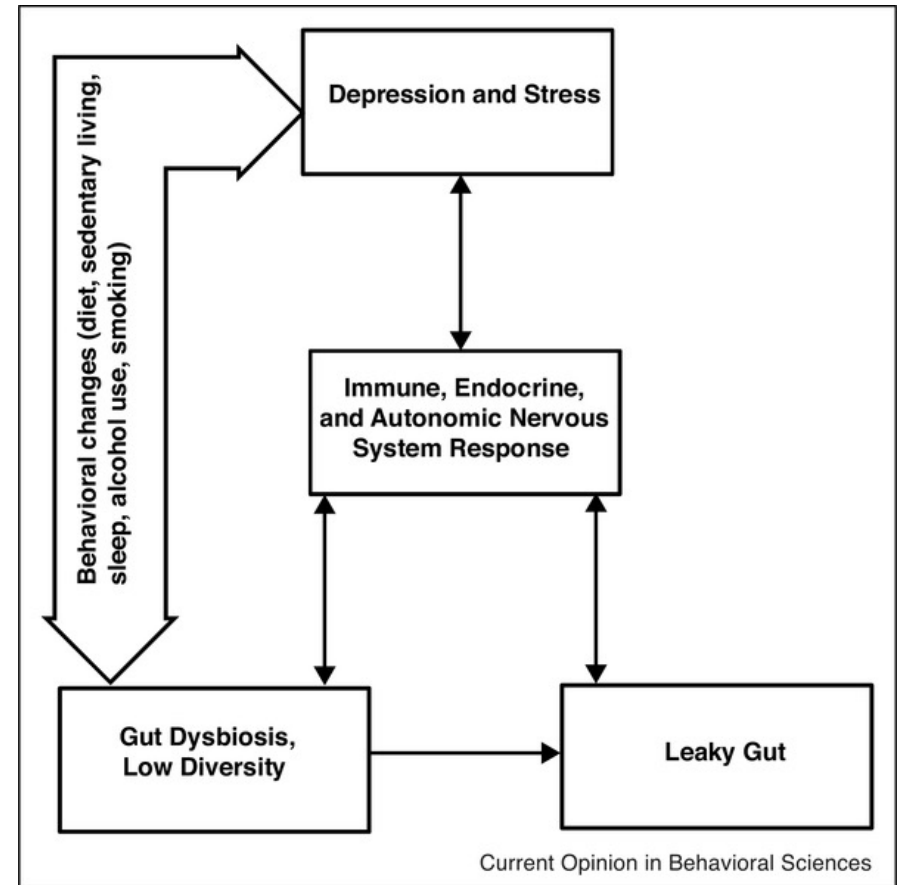 Depression and Stress
Behavioral changes (diet, sedentary living,
sleep, alcohol use, smoking)
Immune, Endocrine,
and Autonomic Nervous
System Response
Gut Dysbiosis,
Low Diversity
Leaky Gut
Current Opinion in Behavioral Sciences